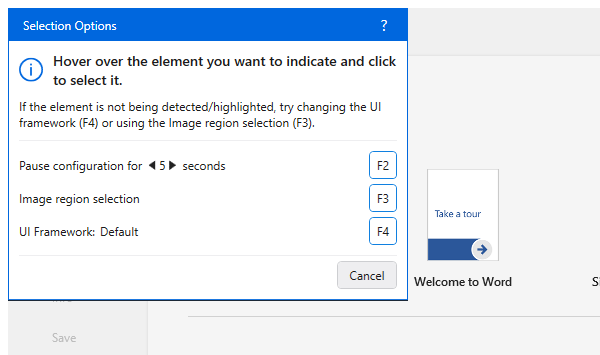 Selection Options ?
Hover over the element you want to indicate and click
to select it.
If the element is not being detected/highlighted, try changing the UI
framework (F4) or using the Image region selection (F3).
Pause configuration for 5 seconds F2
Image region selection F3
UI Framework: Default F4
Cancel
Take a tour
Welcome to Word
Save